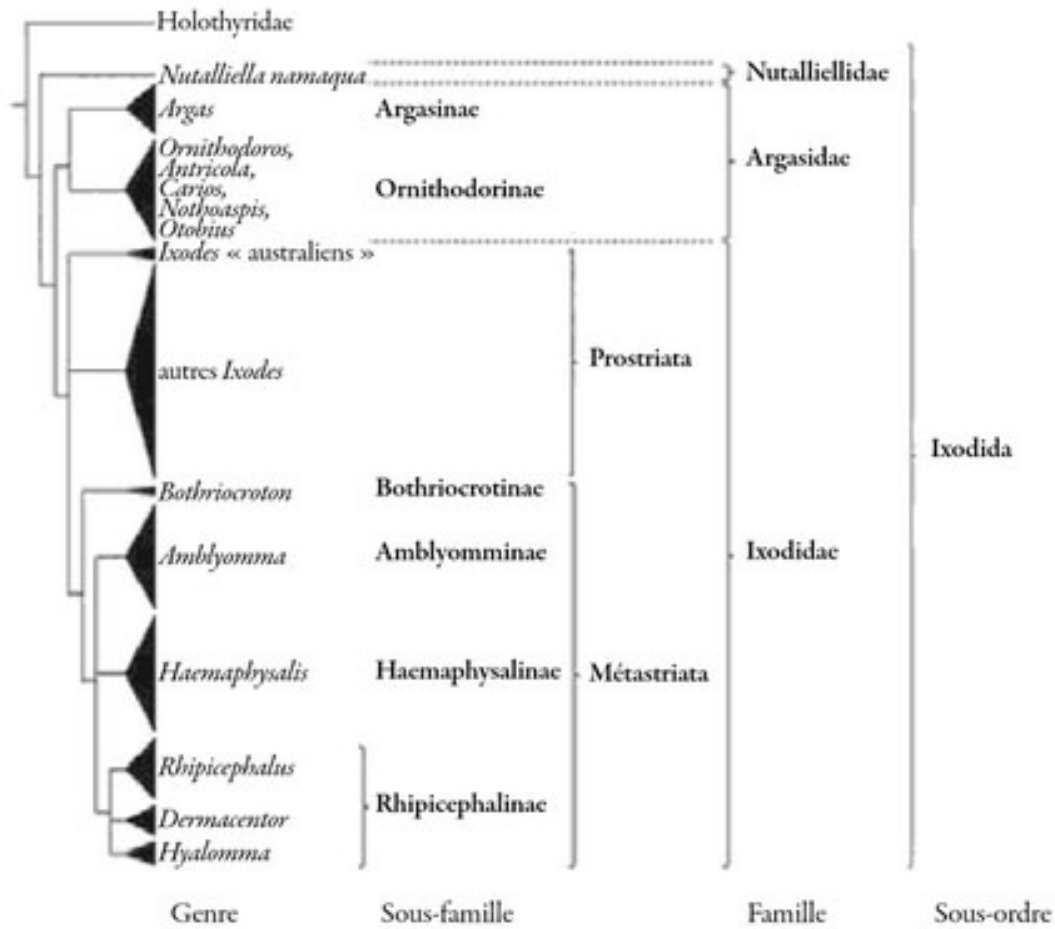 Holothyridae
Nutalliella namaqua
Nutalliellidae
Argas
Argasinae
Ornithodoros,
Antricola,
Carios,
Nothoaspis,
Otobius
Ornithodorinae
Argasidae
Ixodes « australiens »
autres Ixodes
Prostriata
Ixodida
Bothriocroton
Bothriocrotinae
Amblyomma
Amblyomminae
Ixodidae
Haemaphysalis
Haemaphysalinae
Métastriata
Rhipicephalus
Rhipicephalinae
Dermacentor
Hyalomma
Genre
Sous-famille
Famille
Sous-ordre